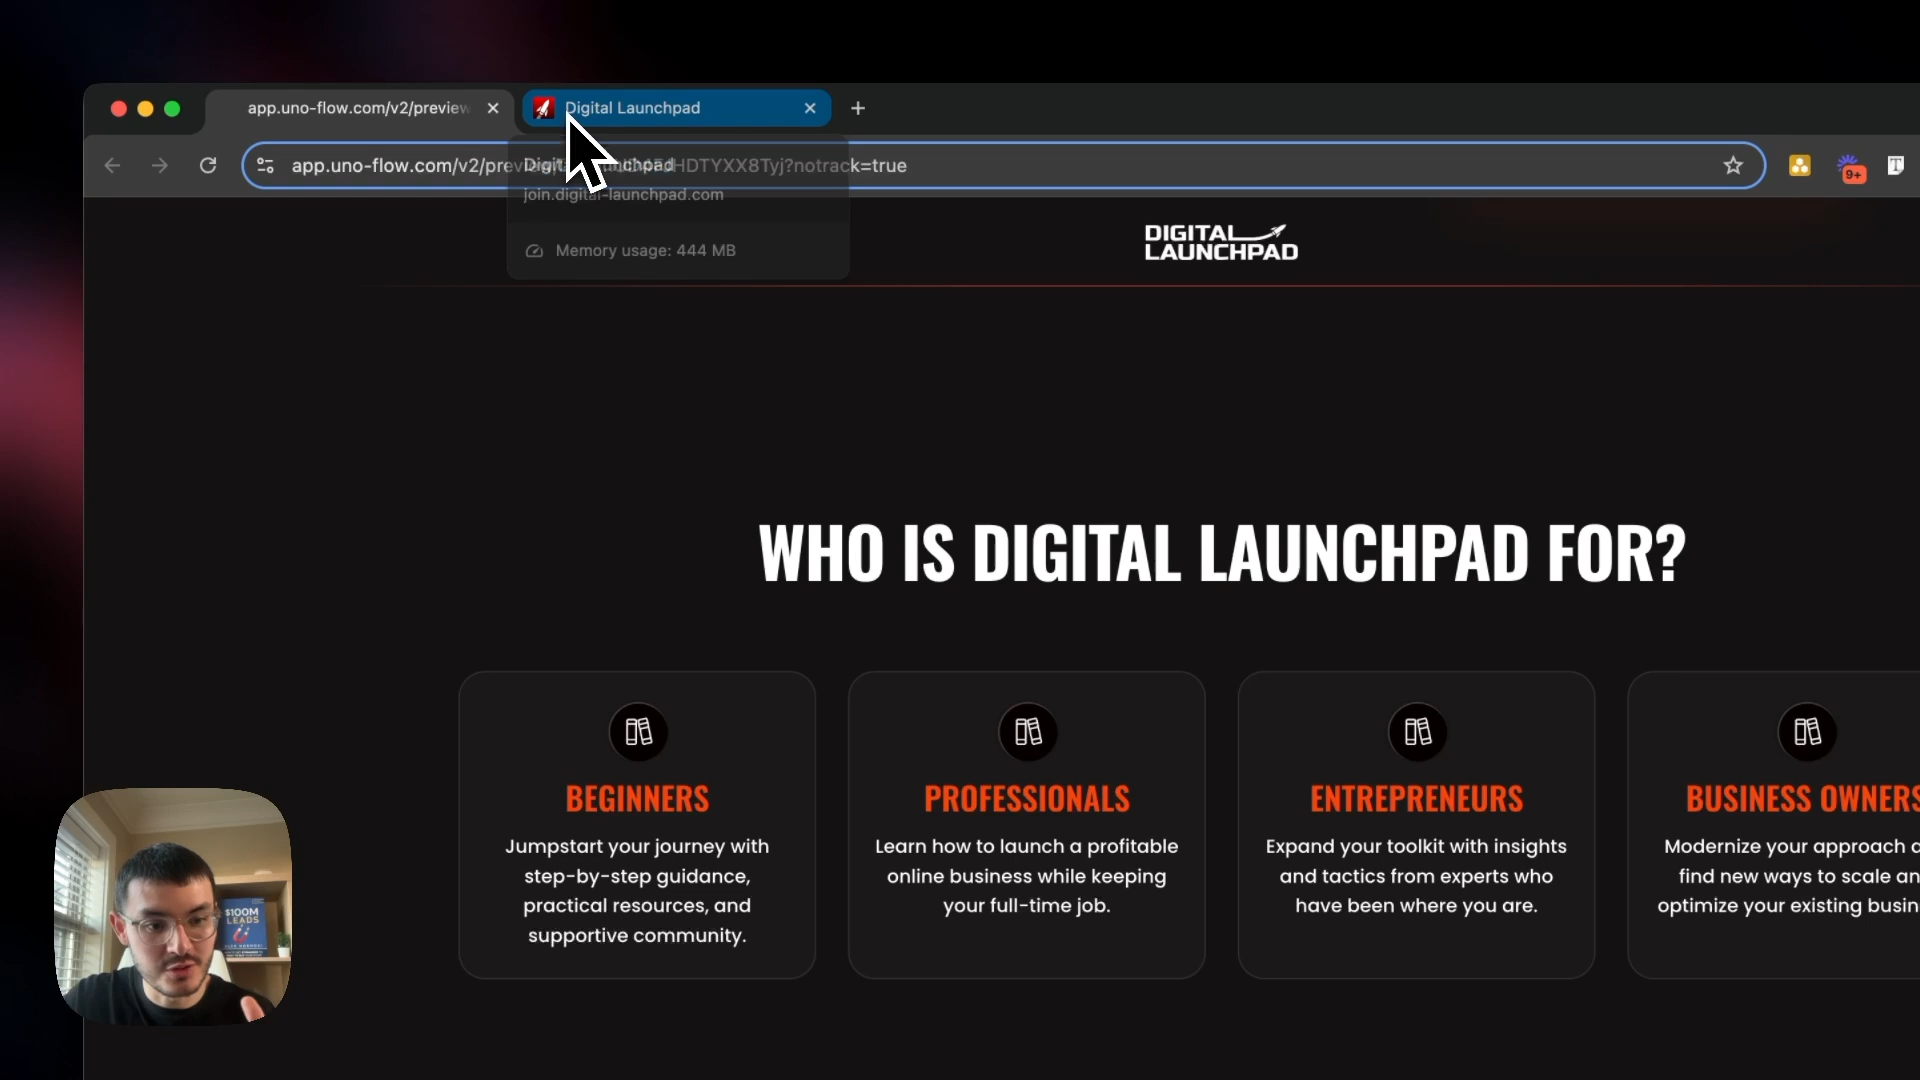 app.uno-flow.com/v2/preview
Digital Launchpad
app.uno-flow.com/v2/pre HDTYXX8Tyj?notrack=true
9+
T
Digital Launchpad
join.digital-launchpad.com
Memory usage: 444 MB
DIGITAL
LAUNCHPAD
WHO IS DIGITAL LAUNCHPAD FOR?
BEGINNERS
Jumpstart your journey with
step-by-step guidance,
practical resources, and
supportive community.
PROFESSIONALS
Learn how to launch a profitable
online business while keeping
your full-time job.
ENTREPRENEURS
Expand your toolkit with insights
and tactics from experts who
have been where you are.
BUSINESS OWNERS
Modernize your approach a
find new ways to scale an
optimize your existing busin
$100M
LEADS